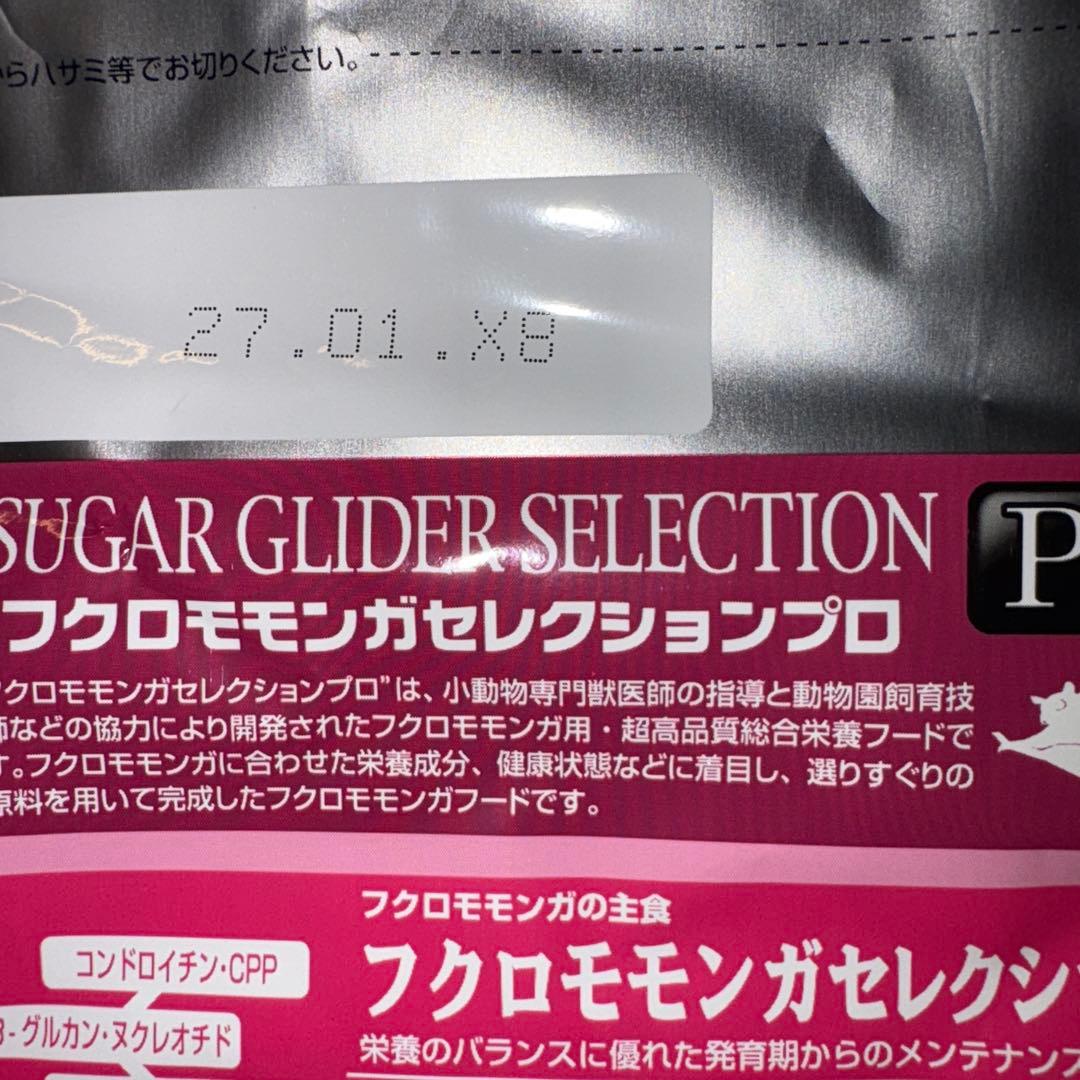 らハサミ等でお切りください。
27.01.X8
SUGAR GLIDER SELECTION
P
フクロモモンガセレクションプロ
クロモモンガセレクションプロ”は、小動物専門獣医師の指導と動物園飼育技
師などの協力により開発されたフクロモモンガ用・超高品質総合栄養フードで
す。フクロモモンガに合わせた栄養成分、健康状態などに着目し、選りすぐりの
原料を用いて完成したフクロモモンガフードです。
フクロモモンガの主食
フクロモモンガセレクシ
栄養のバランスに優れた発育期からのメンテナンス
コンドロイチン・CPP
β-グルカン・ヌクレオチド